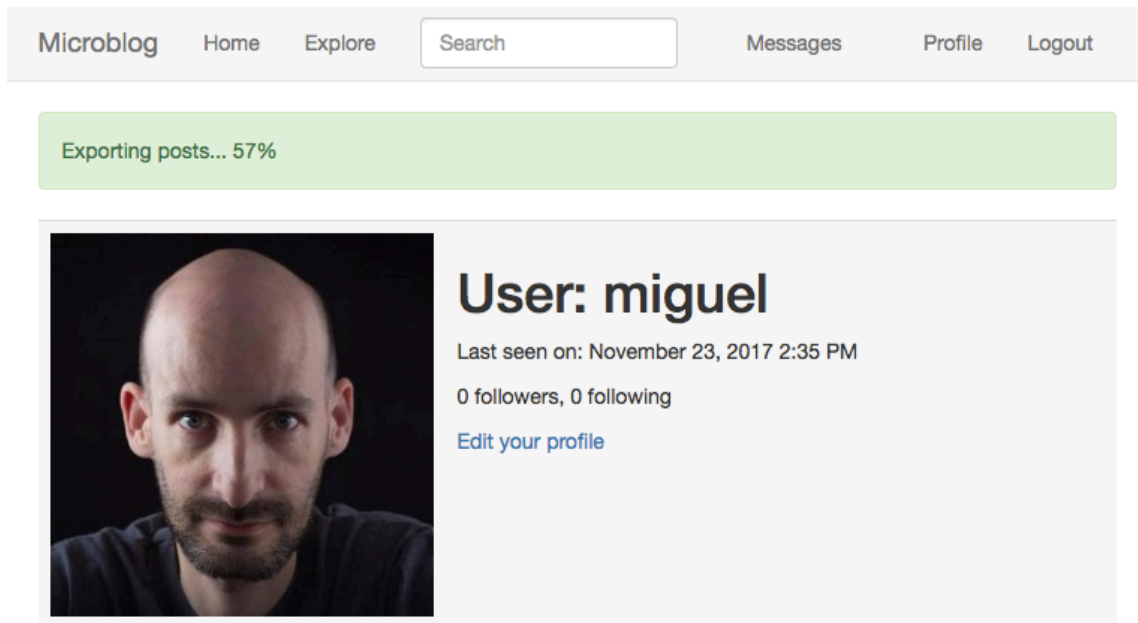 Microblog Home Explore Search Messages Profile Logout
Exporting posts... 57%
User: miguel
Last seen on: November 23, 2017 2:35 PM
0 followers, 0 following
Edit your profile